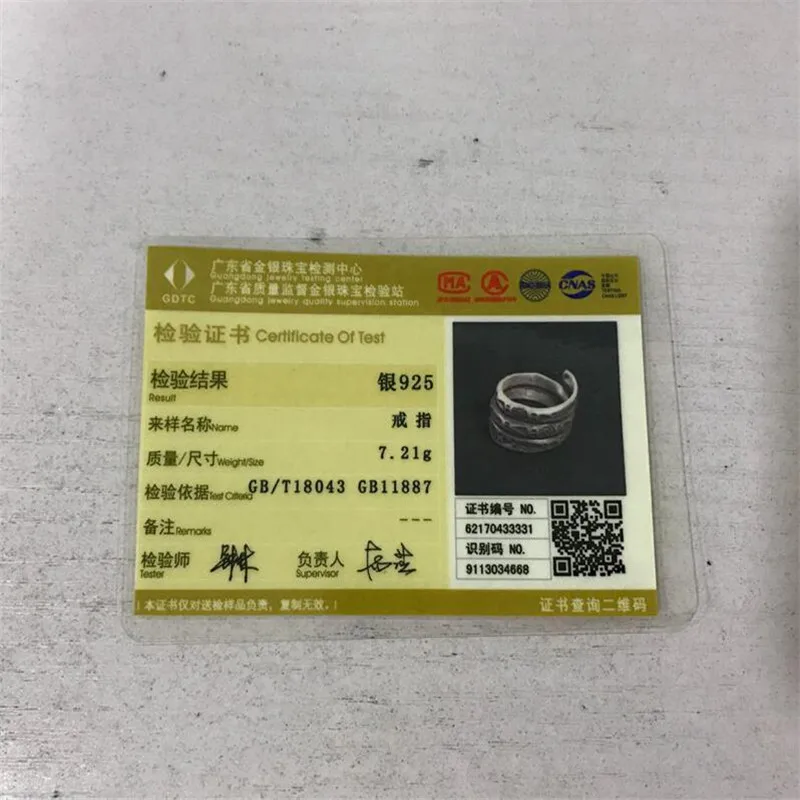 GDTC
广东省金银珠宝检测中心
Guangdong jewelry testing center
广东省质量监督金银珠宝检验站
Guangdong jewelry quality supervision station
MA
CNAS
检验证书 Certificate Of Test
检验结果 银925
Result
来样名称Name 戒指
质量/尺寸Weight/Size 7.21g
检验依据Test Criteria GB/T18043 GB11887
备注Remarks ---
检验师 负责人
Tester Supervisor
证书编号 NO.
62170433331
识别码 NO.
9113034668
本证书仅对送检样品负责,复制无效。
证书查询二维码